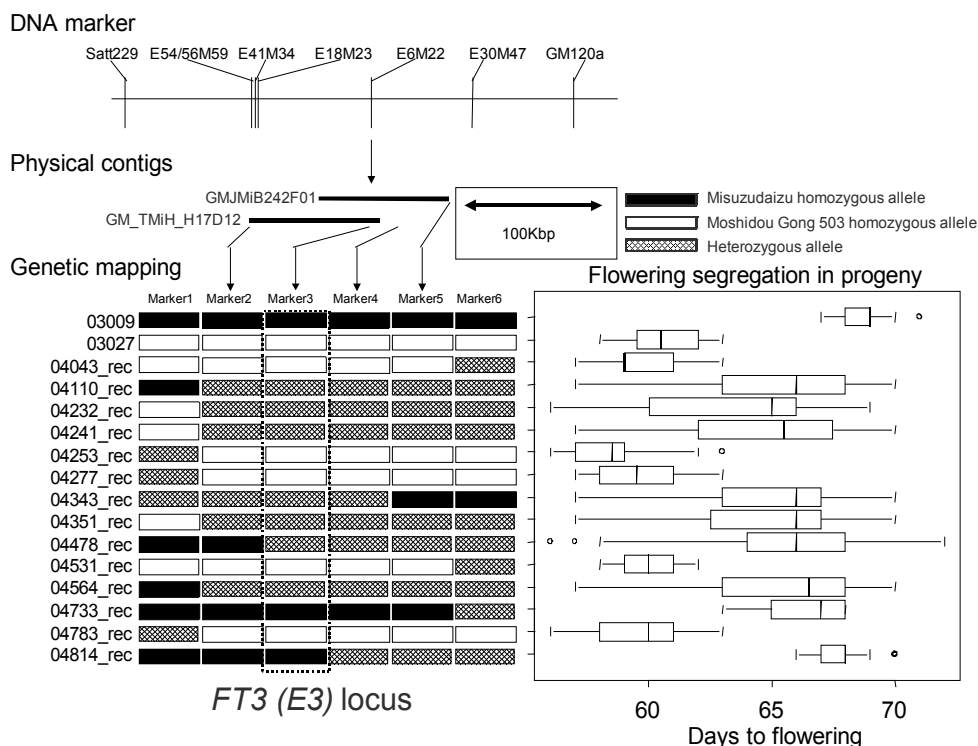 DNA marker
Satt229 E54/56M59 E41M34 E18M23 E6M22 E30M47 GM120a
Physical contigs
GMJMiB242F01
GM_TMiH_H17D12
100Kbp
Misuzudaizu homozygous allele
Moshidou Gong 503 homozygous allele
Heterozygous allele
Genetic mapping
Flowering segregation in progeny
Marker1 Marker2 Marker3 Marker4 Marker5 Marker6
03009
03027
04043_rec
04110_rec
04232_rec
04241_rec
04253_rec
04277_rec
04343_rec
04351_rec
04478_rec
04531_rec
04564_rec
04733_rec
04783_rec
04814_rec
FT3 (E3) locus
60 65 70
Days to flowering